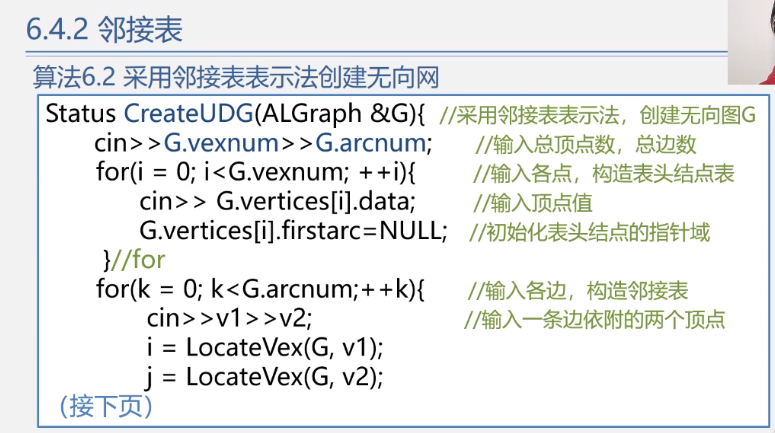 6.4.2 邻接表
算法6.2 采用邻接表表示法创建无向网
Status CreateUDG(ALGraph &G){ //采用邻接表表示法，创建无向图G
cin>>G.vexnum>>G.arcnum; //输入总顶点数，总边数
for(i = 0; i<G.vexnum; ++i){ //输入各点，构造表头结点表
cin>> G.vertices[i].data; //输入顶点值
G.vertices[i].firstarc=NULL; //初始化表头结点的指针域
}//for
for(k = 0; k<G.arcnum;++k){ //输入各边，构造邻接表
cin>>v1>>v2; //输入一条边依附的两个顶点
i = LocateVex(G, v1);
j = LocateVex(G, v2);
（接下页）